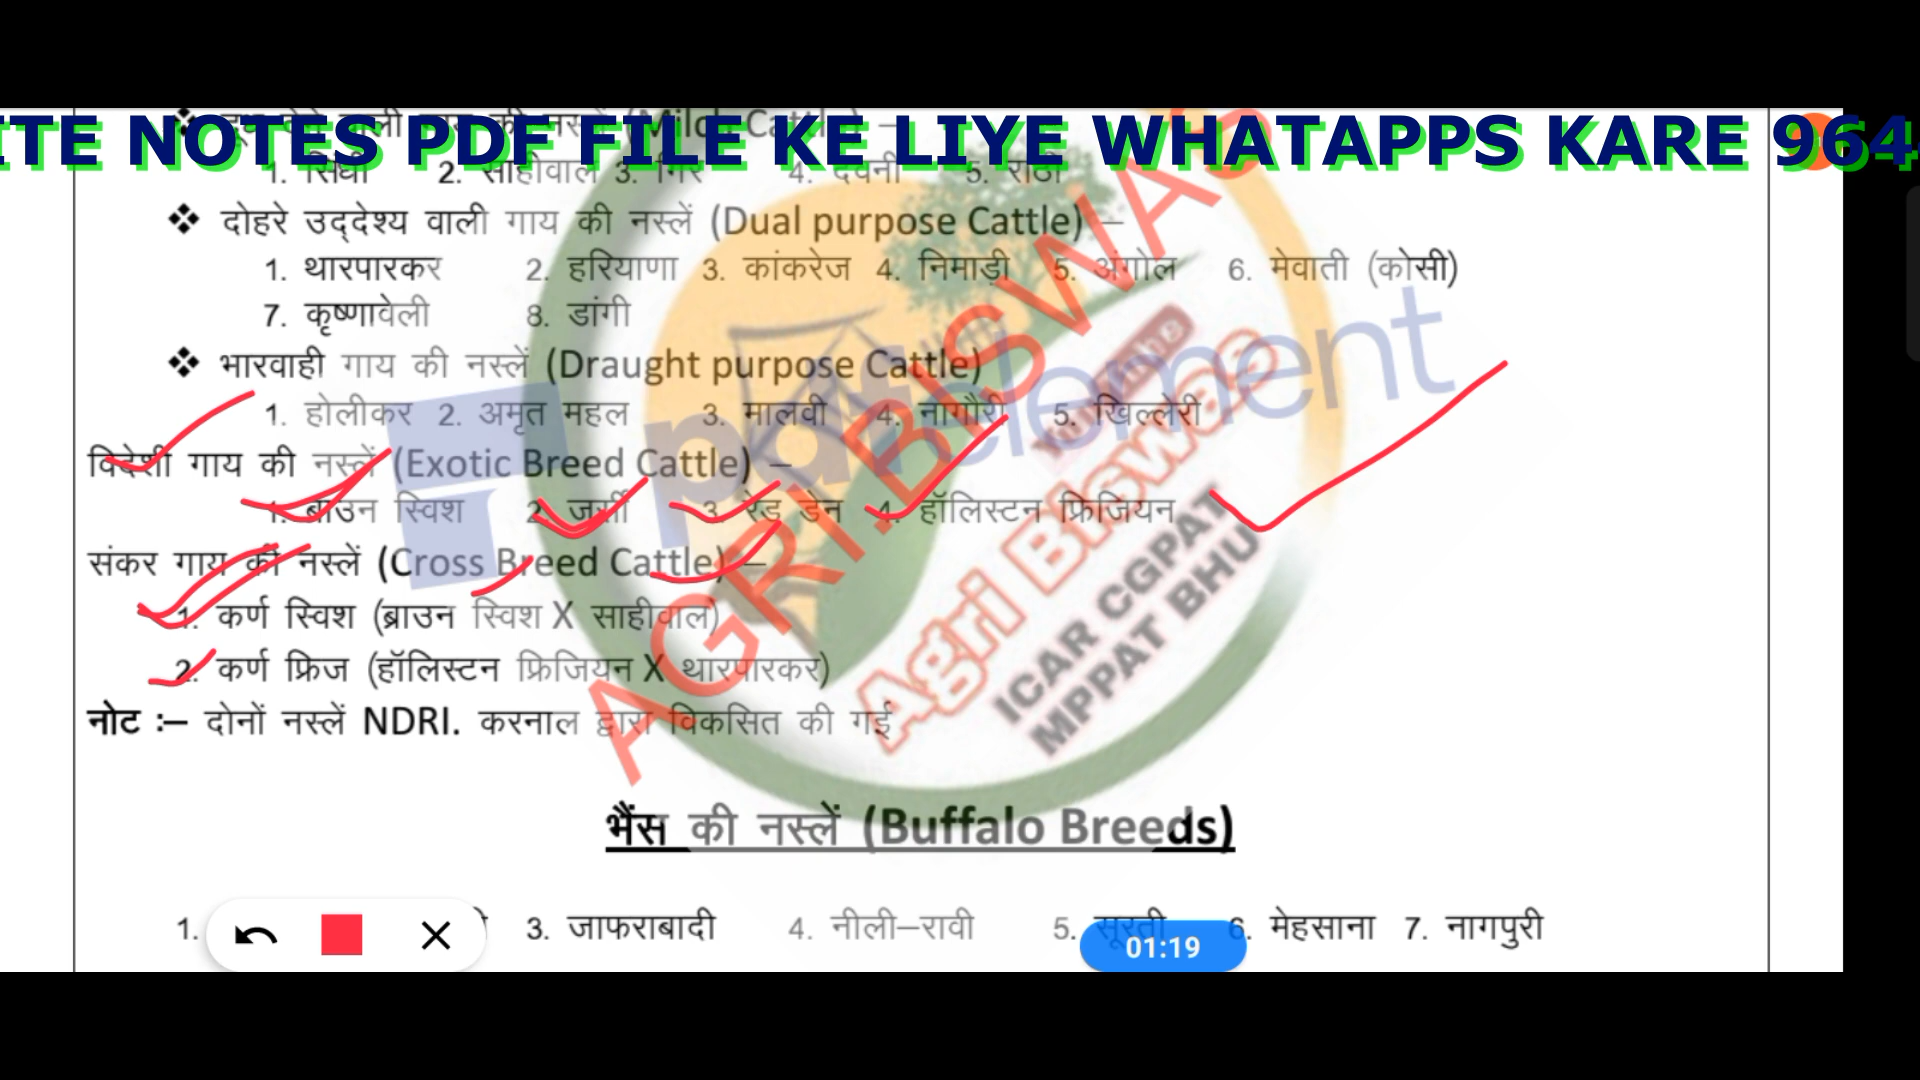 ITE NOTES PDF FILE KE LIYE WHATAPPS KARE 964
1. सिंधी 2. साहीवाल 3. गिर 4. देवनी 5. राठी
❖ दोहरे उद्देश्य वाली गाय की नस्लें (Dual purpose Cattle) –
1. थारपारकर 2. हरियाणा 3. कांकरेज 4. निमाड़ी 5. अंगोल 6. मेवाती (कोसी)
7. कृष्णावेली 8. डांगी
❖ भारवाही गाय की नस्लें (Draught purpose Cattle)
1. होलीकर 2. अमृत महल 3. मालवी 4. नागौरी 5. खिल्लेरी
विदेशी गाय की नस्लें (Exotic Breed Cattle) –
1. ब्राउन स्विश 2. जर्सी 3. रेड डेन 4. हॉलिस्टन फ्रिजियन
संकर गाय की नस्लें (Cross Breed Cattle) –
1. कर्ण स्विश (ब्राउन स्विश X साहीवाल)
2. कर्ण फ्रिज (हॉलिस्टन फ्रिजियन X थारपारकर)
नोट :– दोनों नस्लें NDRI. करनाल द्वारा विकसित की गई
भैंस की नस्लें (Buffalo Breeds)
1. 3. जाफराबादी 4. नीली–रावी 5. सूरती 6. मेहसाना 7. नागपुरी
01:19
AGRI.BISWAS
pdfelement
Agri Biswas
ICAR CGPAT
MPPAT BHU